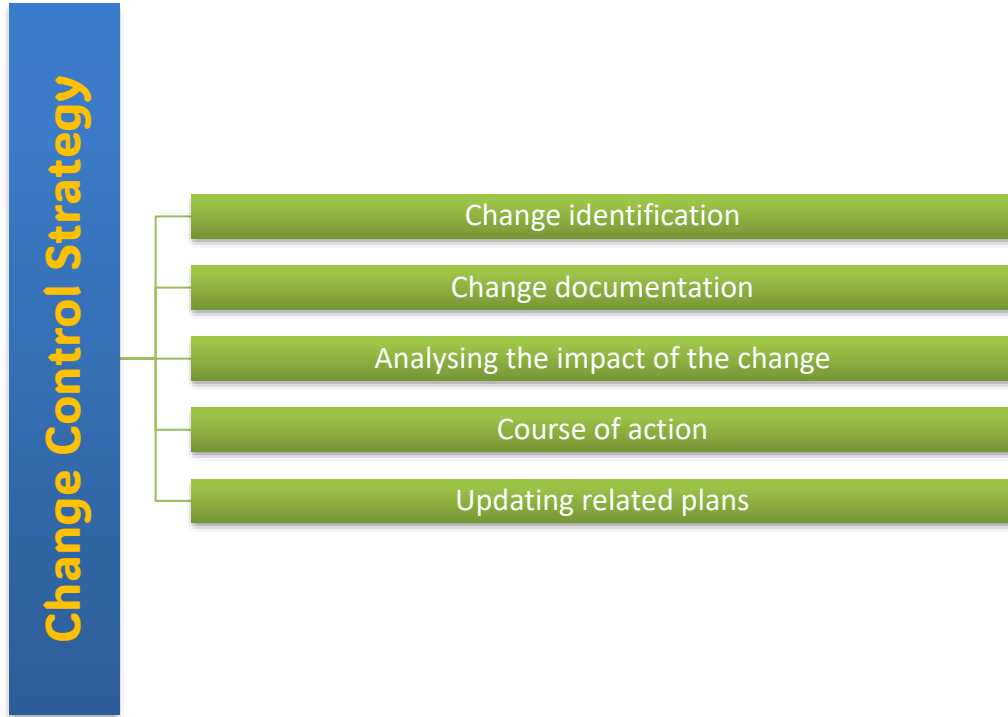 Change Control Strategy
Change identification
Change documentation
Analysing the impact of the change
Course of action
Updating related plans